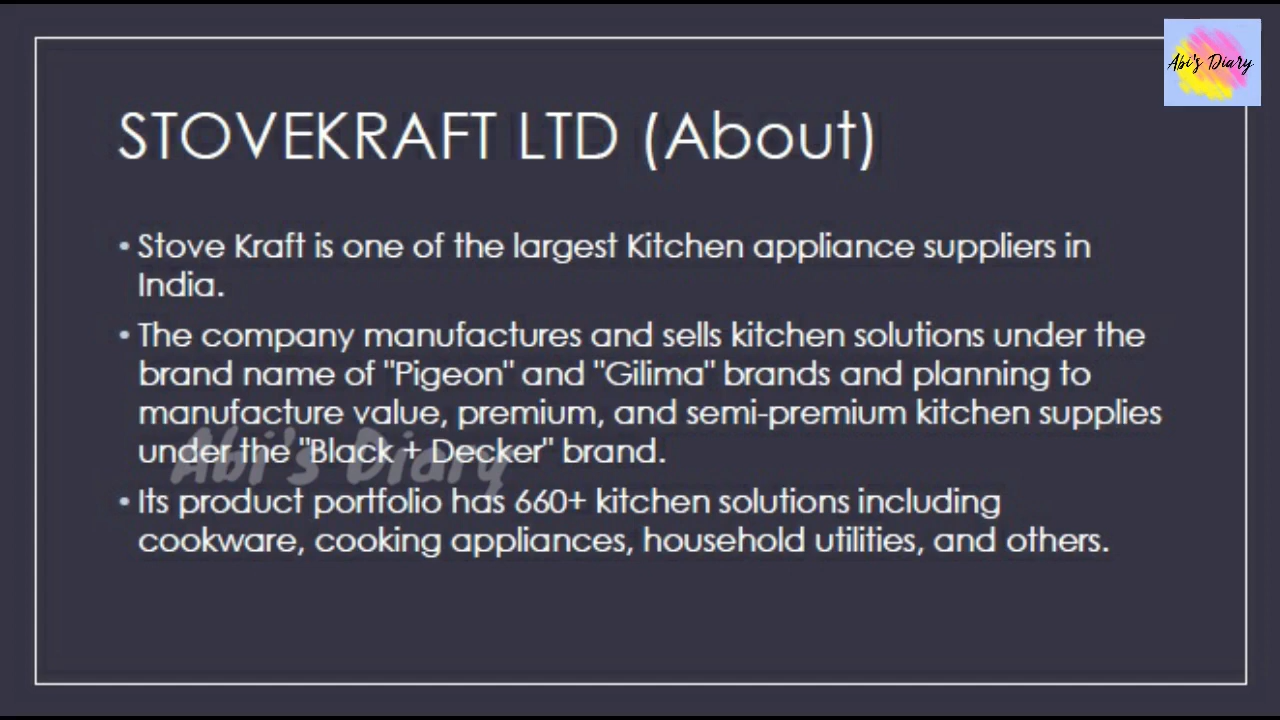 Abi's Diary
STOVEKRAFT LTD (About)
• Stove Kraft is one of the largest Kitchen appliance suppliers in
India.
• The company manufactures and sells kitchen solutions under the
brand name of "Pigeon" and "Gilima" brands and planning to
manufacture value, premium, and semi-premium kitchen supplies
under the "Black + Decker" brand.
Abi's Diary
• Its product portfolio has 660+ kitchen solutions including
cookware, cooking appliances, household utilities, and others.